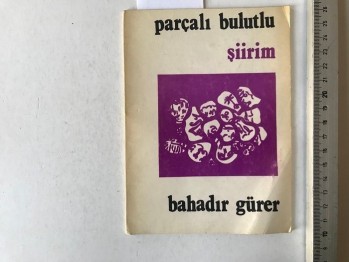 parçalı bulutlu
şiirim
bahadır gürer